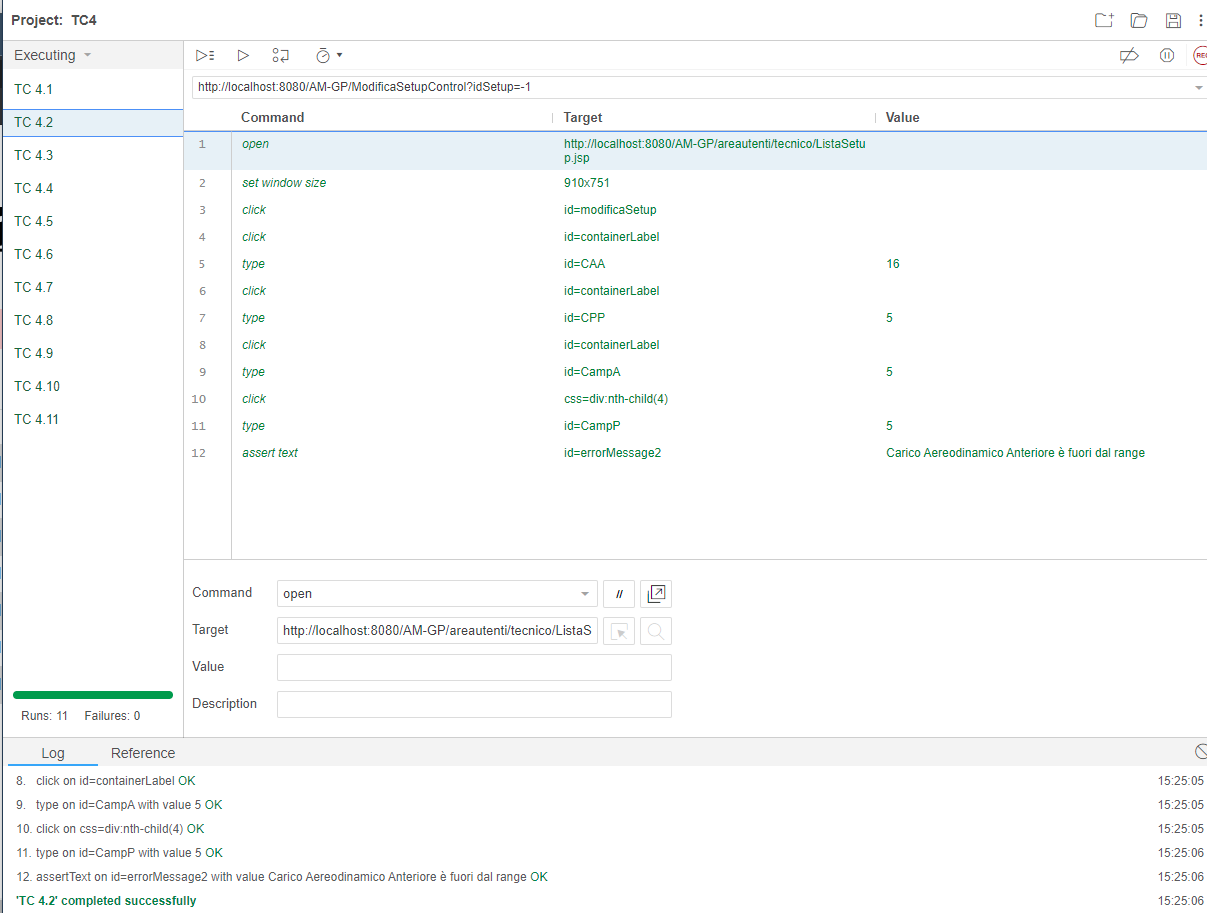 Project: TC4
Executing
TC 4.1
TC 4.2
TC 4.3
TC 4.4
TC 4.5
TC 4.6
TC 4.7
TC 4.8
TC 4.9
TC 4.10
TC 4.11
Runs: 11 Failures: 0
REC
http://localhost:8080/AM-GP/ModificaSetupControl?idSetup=-1
Command Target Value
1 open http://localhost:8080/AM-GP/areautenti/tecnico/ListaSetu
p.jsp
2 set window size 910x751
3 click id=modificaSetup
4 click id=containerLabel
5 type id=CAA 16
6 click id=containerLabel
7 type id=CPP 5
8 click id=containerLabel
9 type id=CampA 5
10 click css=div:nth-child(4)
11 type id=CampP 5
12 assert text id=errorMessage2 Carico Aereodinamico Anteriore è fuori dal range
Command open //
Target http://localhost:8080/AM-GP/areautenti/tecnico/ListaS
Value
Description
Log Reference
8. click on id=containerLabel OK 15:25:05
9. type on id=CampA with value 5 OK 15:25:05
10. click on css=div:nth-child(4) OK 15:25:05
11. type on id=CampP with value 5 OK 15:25:06
12. assertText on id=errorMessage2 with value Carico Aereodinamico Anteriore è fuori dal range OK 15:25:06
'TC 4.2' completed successfully 15:25:06